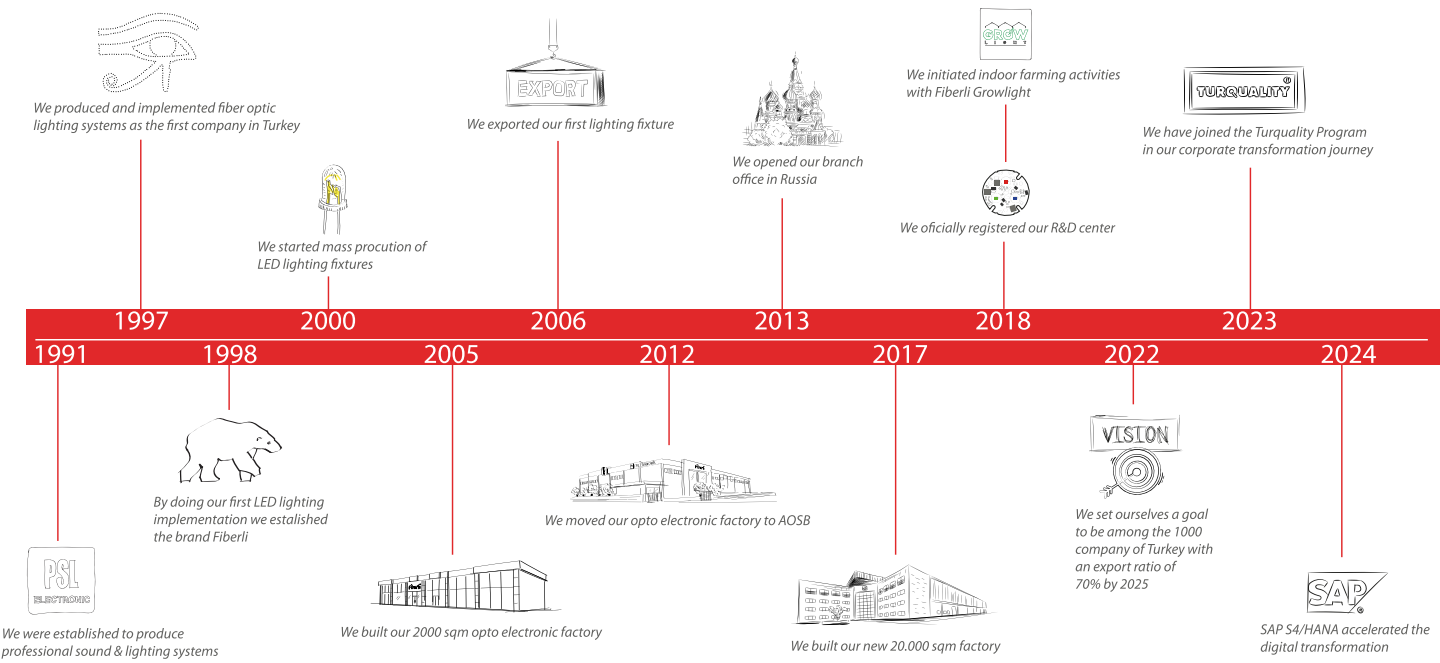 GROW
LIGHT
We initiated indoor farming activities
with Fiberli Growlight
EXPORT
We exported our first lighting fixture
TURQUALITY®
We have joined the Turquality Program
in our corporate transformation journey
We produced and implemented fiber optic
lighting systems as the first company in Turkey
We opened our branch
office in Russia
We oficially registered our R&D center
We started mass procution of
LED lighting fixtures
1997
2000
2006
2013
2018
2023
1991
1998
2005
2012
2017
2022
2024
VISION
By doing our first LED lighting
implementation we estalished
the brand Fiberli
We moved our opto electronic factory to AOSB
We set ourselves a goal
to be among the 1000
company of Turkey with
an export ratio of
70% by 2025
PSL
ELECTRONIC
SAP®
We were established to produce
professional sound & lighting systems
We built our 2000 sqm opto electronic factory
We built our new 20.000 sqm factory
SAP S4/HANA accelerated the
digital transformation